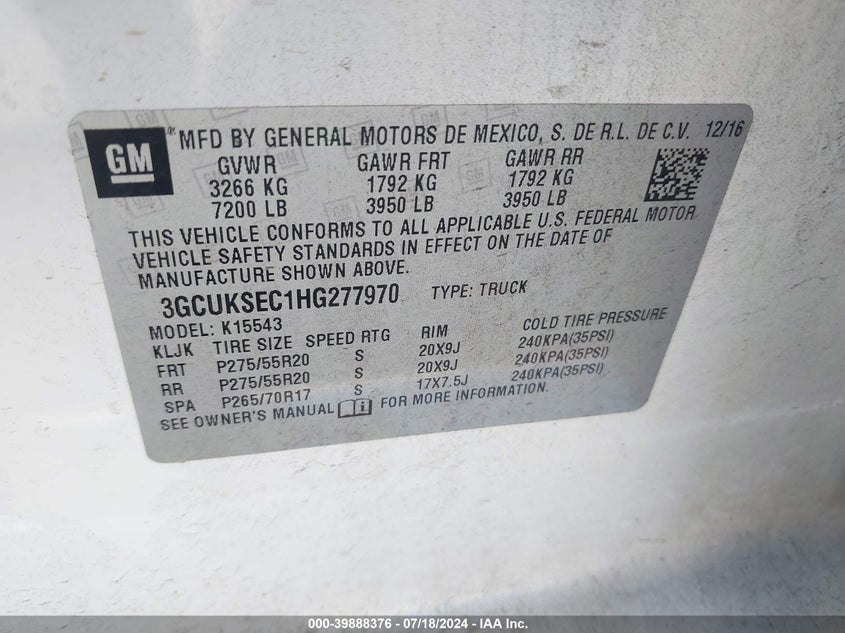 GM
® MFD BY GENERAL MOTORS DE MEXICO, S. DE R.L. DE C.V. 12/16
GVWR GAWR FRT GAWR RR
3266 KG 1792 KG 1792 KG
7200 LB 3950 LB 3950 LB
THIS VEHICLE CONFORMS TO ALL APPLICABLE U.S. FEDERAL MOTOR
VEHICLE SAFETY STANDARDS IN EFFECT ON THE DATE OF
MANUFACTURE SHOWN ABOVE.
3GCUKSEC1HG277970 TYPE: TRUCK
MODEL: K15543
KLJK TIRE SIZE SPEED RTG RIM COLD TIRE PRESSURE
FRT P275/55R20 S 20X9J 240KPA(35PSI)
RR P275/55R20 S 20X9J 240KPA(35PSI)
SPA P265/70R17 S 17X7.5J 240KPA(35PSI)
SEE OWNER'S MANUAL FOR MORE INFORMATION.
000-39888376 - 07/18/2024 - IAA Inc.